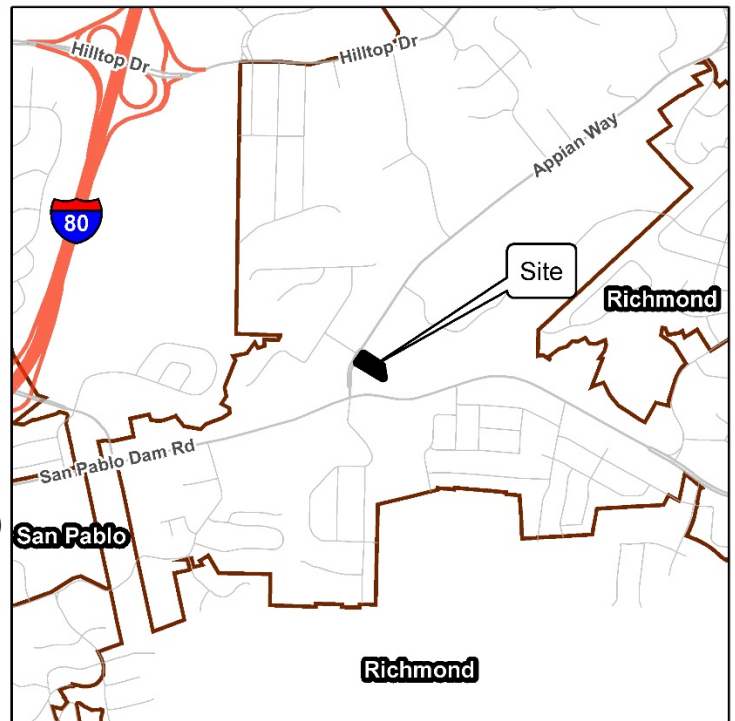 Hilltop Dr
Hilltop Dr
Appian Way
80
Site
Richmond
San Pablo Dam Rd
San Pablo
Richmond